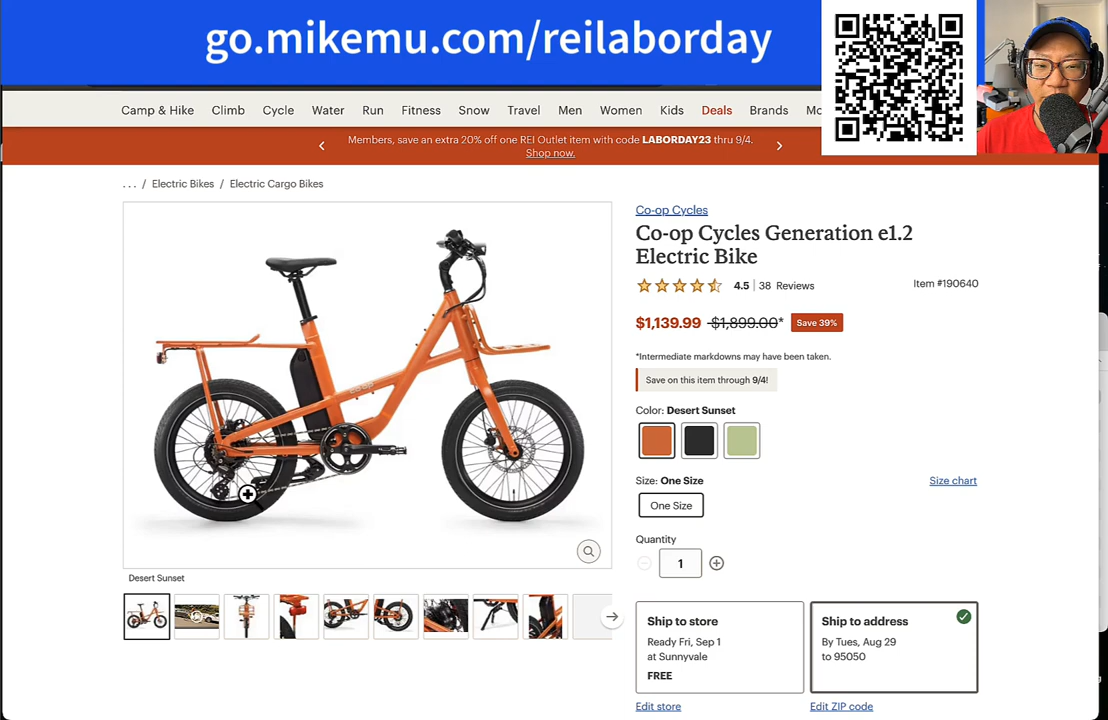 go.mikemu.com/reilaborday
Camp & Hike Climb Cycle Water Run Fitness Snow Travel Men Women Kids Deals Brands Mo
Members, save an extra 20% off one REI Outlet item with code LABORDAY23 thru 9/4.
Shop now.
... / Electric Bikes / Electric Cargo Bikes
Co-op Cycles
Co-op Cycles Generation e1.2
Electric Bike
4.5 | 38 Reviews
Item #190640
$1,139.99 $1,899.00* Save 39%
*Intermediate markdowns may have been taken.
Save on this item through 9/4!
Color: Desert Sunset
Size: One Size
Size chart
One Size
Quantity
1
Desert Sunset
Ship to store
Ready Fri, Sep 1
at Sunnyvale
FREE
Edit store
Ship to address
By Tues, Aug 29
to 95050
Edit ZIP code